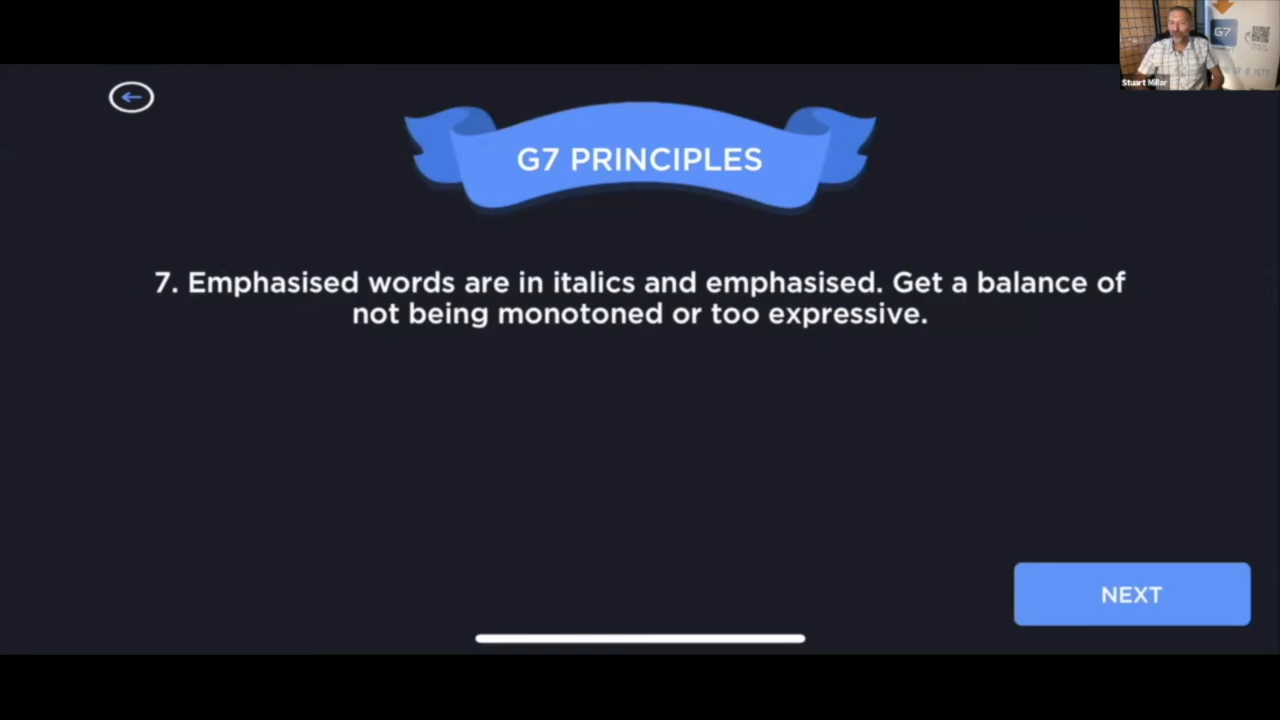 Stuart Millar
G7
G7 PRINCIPLES
7. Emphasised words are in italics and emphasised. Get a balance of
not being monotoned or too expressive.
NEXT